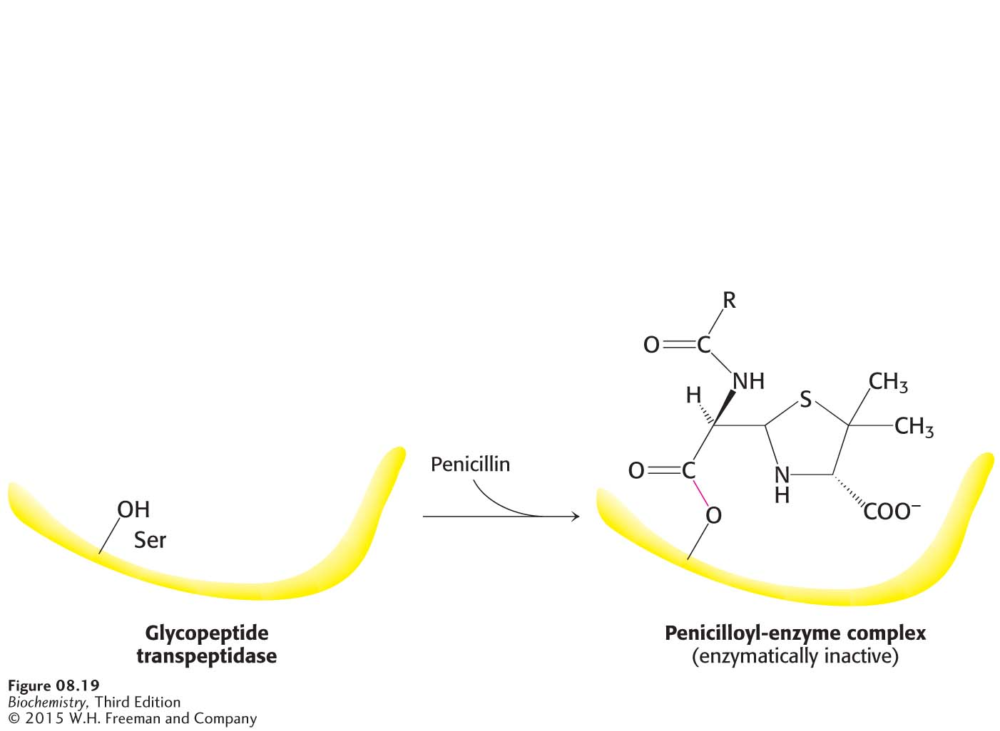 R
O
C
NH
H
S
CH₃
CH₃
O
C
N
H
COO⁻
O
Penicillin
OH
Ser
Glycopeptide
transpeptidase
Penicilloyl-enzyme complex
(enzymatically inactive)
Figure 08.19
Biochemistry, Third Edition
© 2015 W.H. Freeman and Company